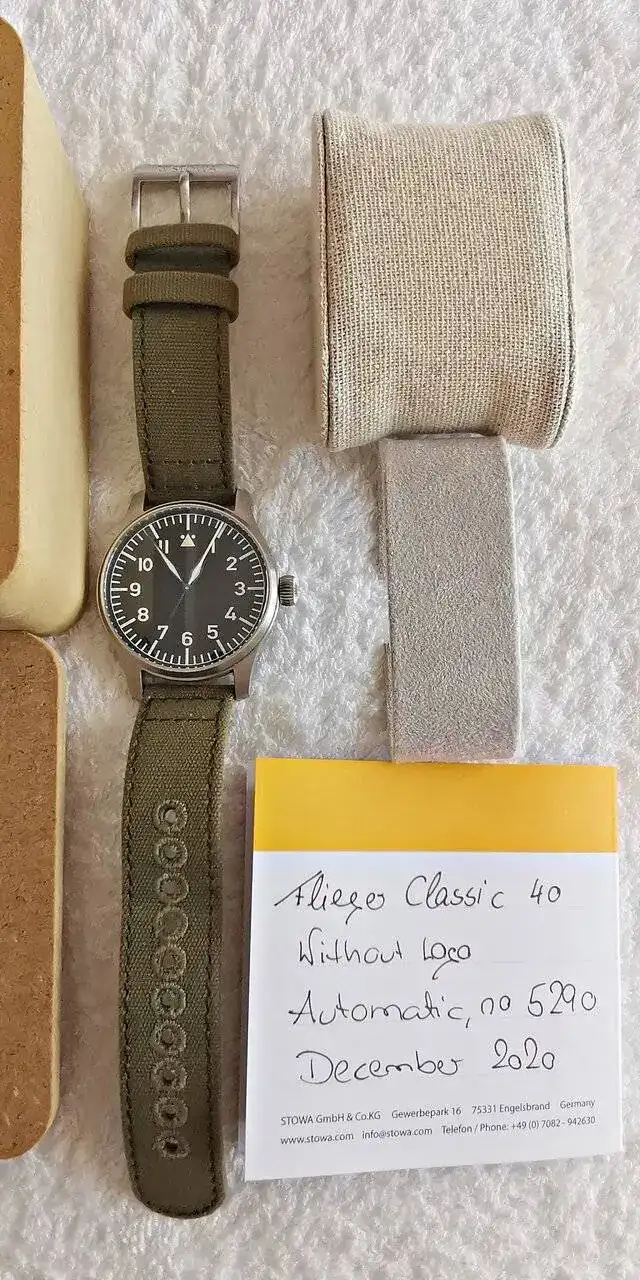 11
1
10
2
9
3
8
4
7
6
5
Flieger Classic 40
Without Logo
Automatic, no 5290
December 2020
STOWA GmbH & Co.KG Gewerbepark 16 75331 Engelsbrand Germany
www.stowa.com info@stowa.com Telefon / Phone: +49 (0) 7082 - 942630